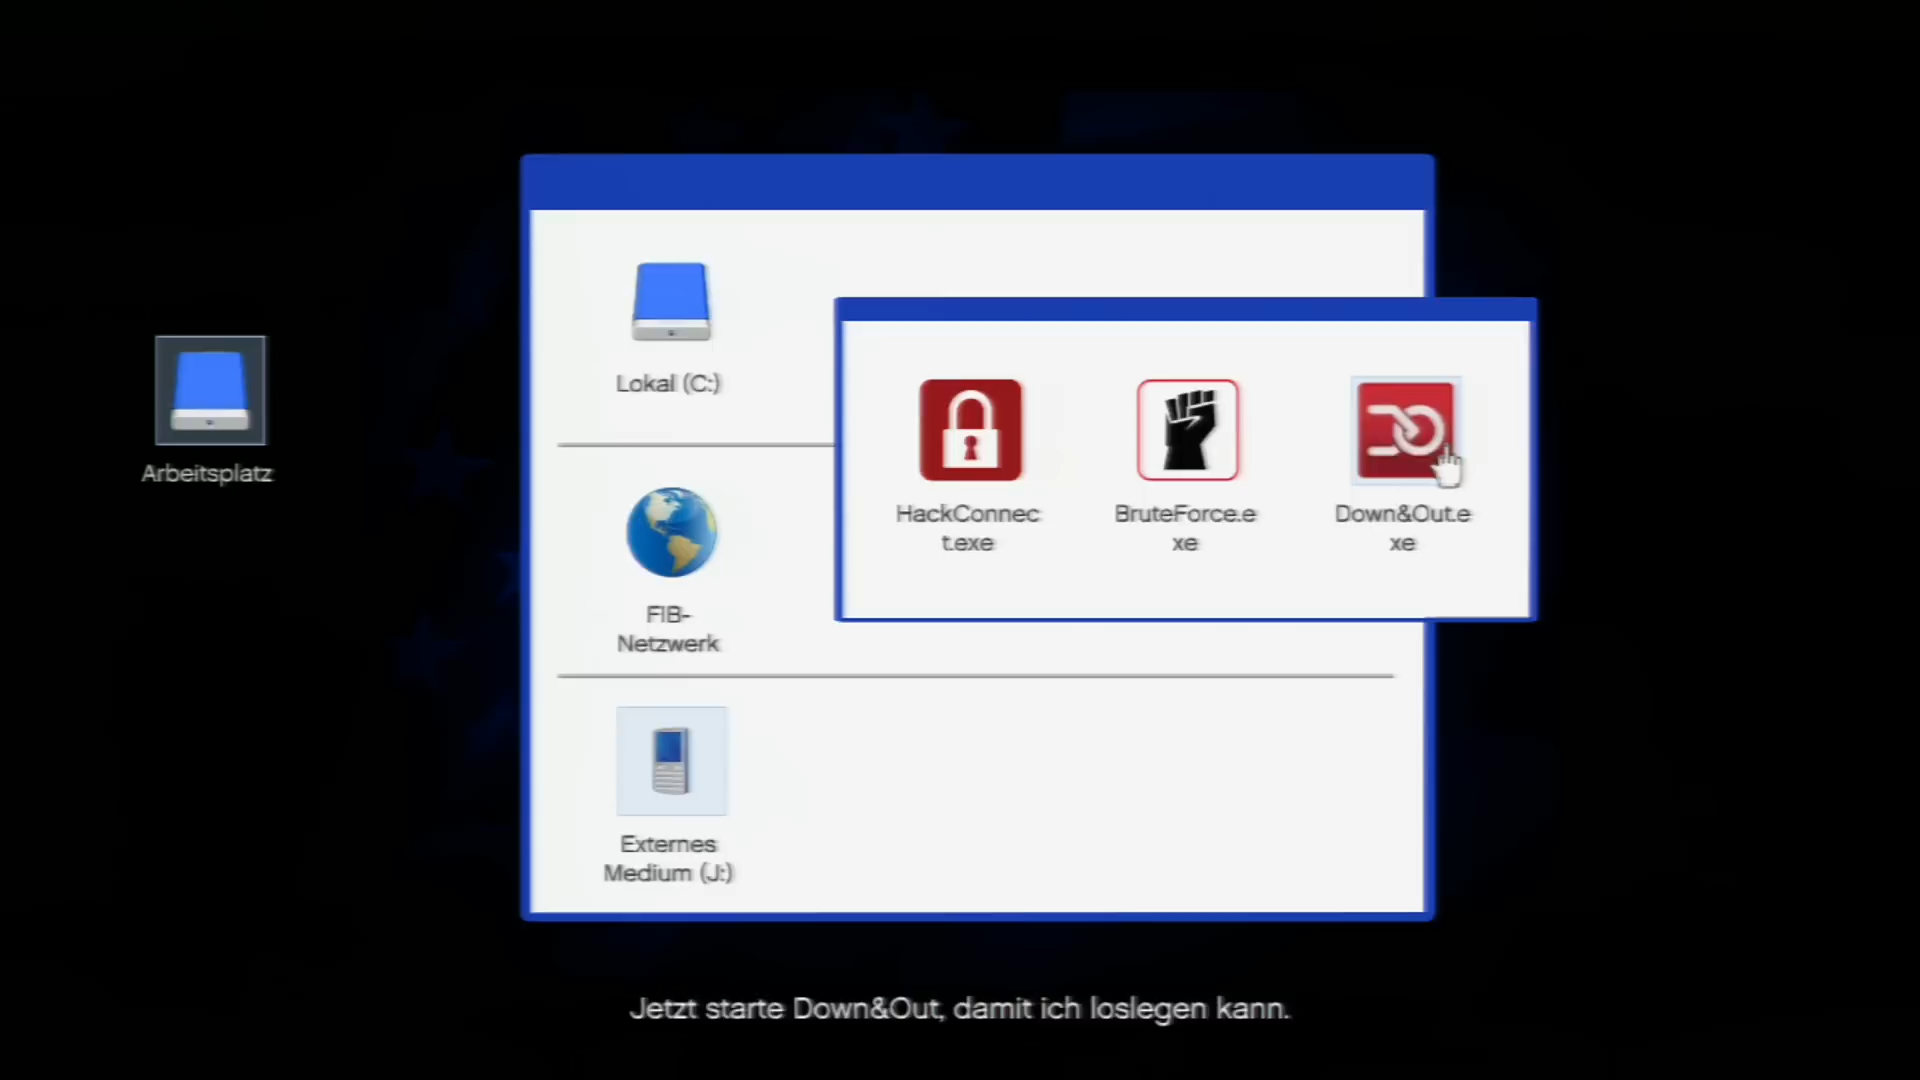 Arbeitsplatz
Lokal (C:)
FIB-
Netzwerk
Externes
Medium (J:)
HackConnec
t.exe
BruteForce.e
xe
Down&Out.e
xe
Jetzt starte Down&Out, damit ich loslegen kann.